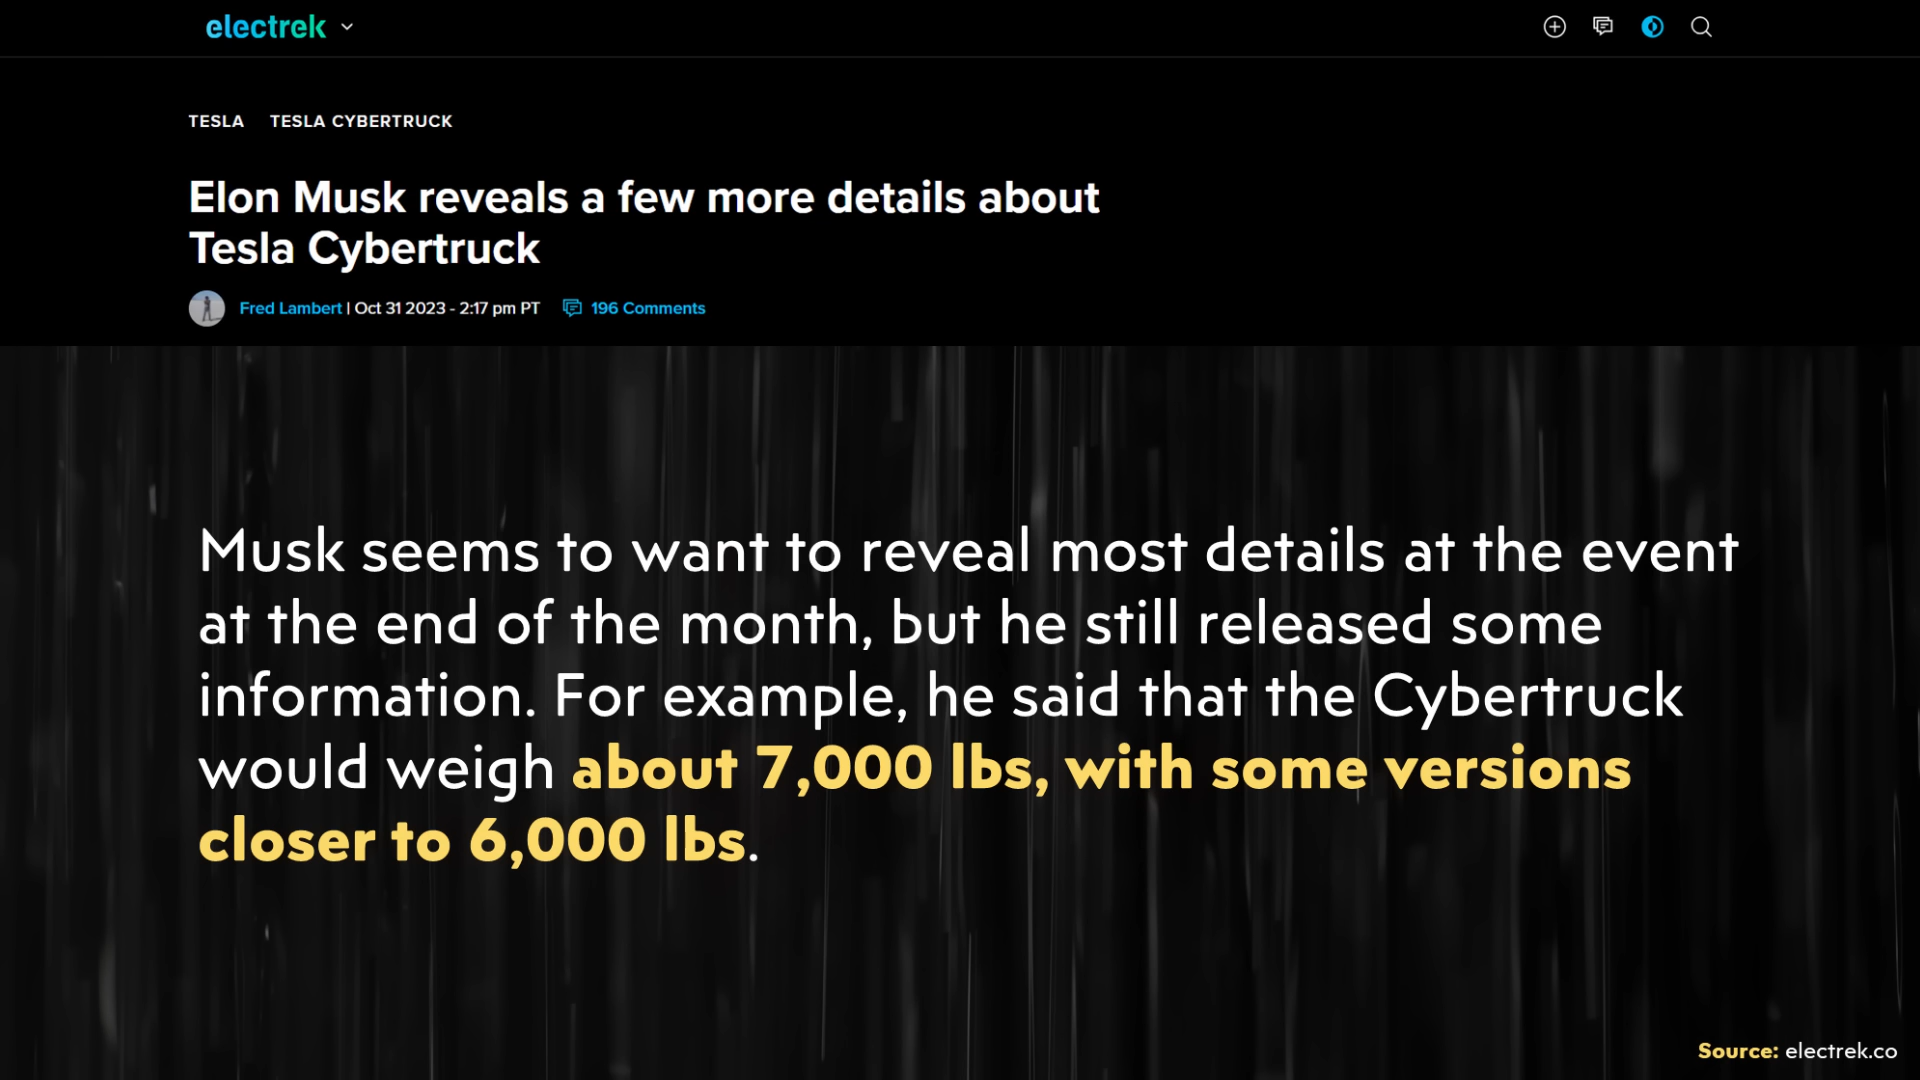 electrek
TESLA TESLA CYBERTRUCK
Elon Musk reveals a few more details about
Tesla Cybertruck
Fred Lambert | Oct 31 2023 - 2:17 pm PT 196 Comments
Musk seems to want to reveal most details at the event
at the end of the month, but he still released some
information. For example, he said that the Cybertruck
would weigh about 7,000 lbs, with some versions
closer to 6,000 lbs.
Source: electrek.co